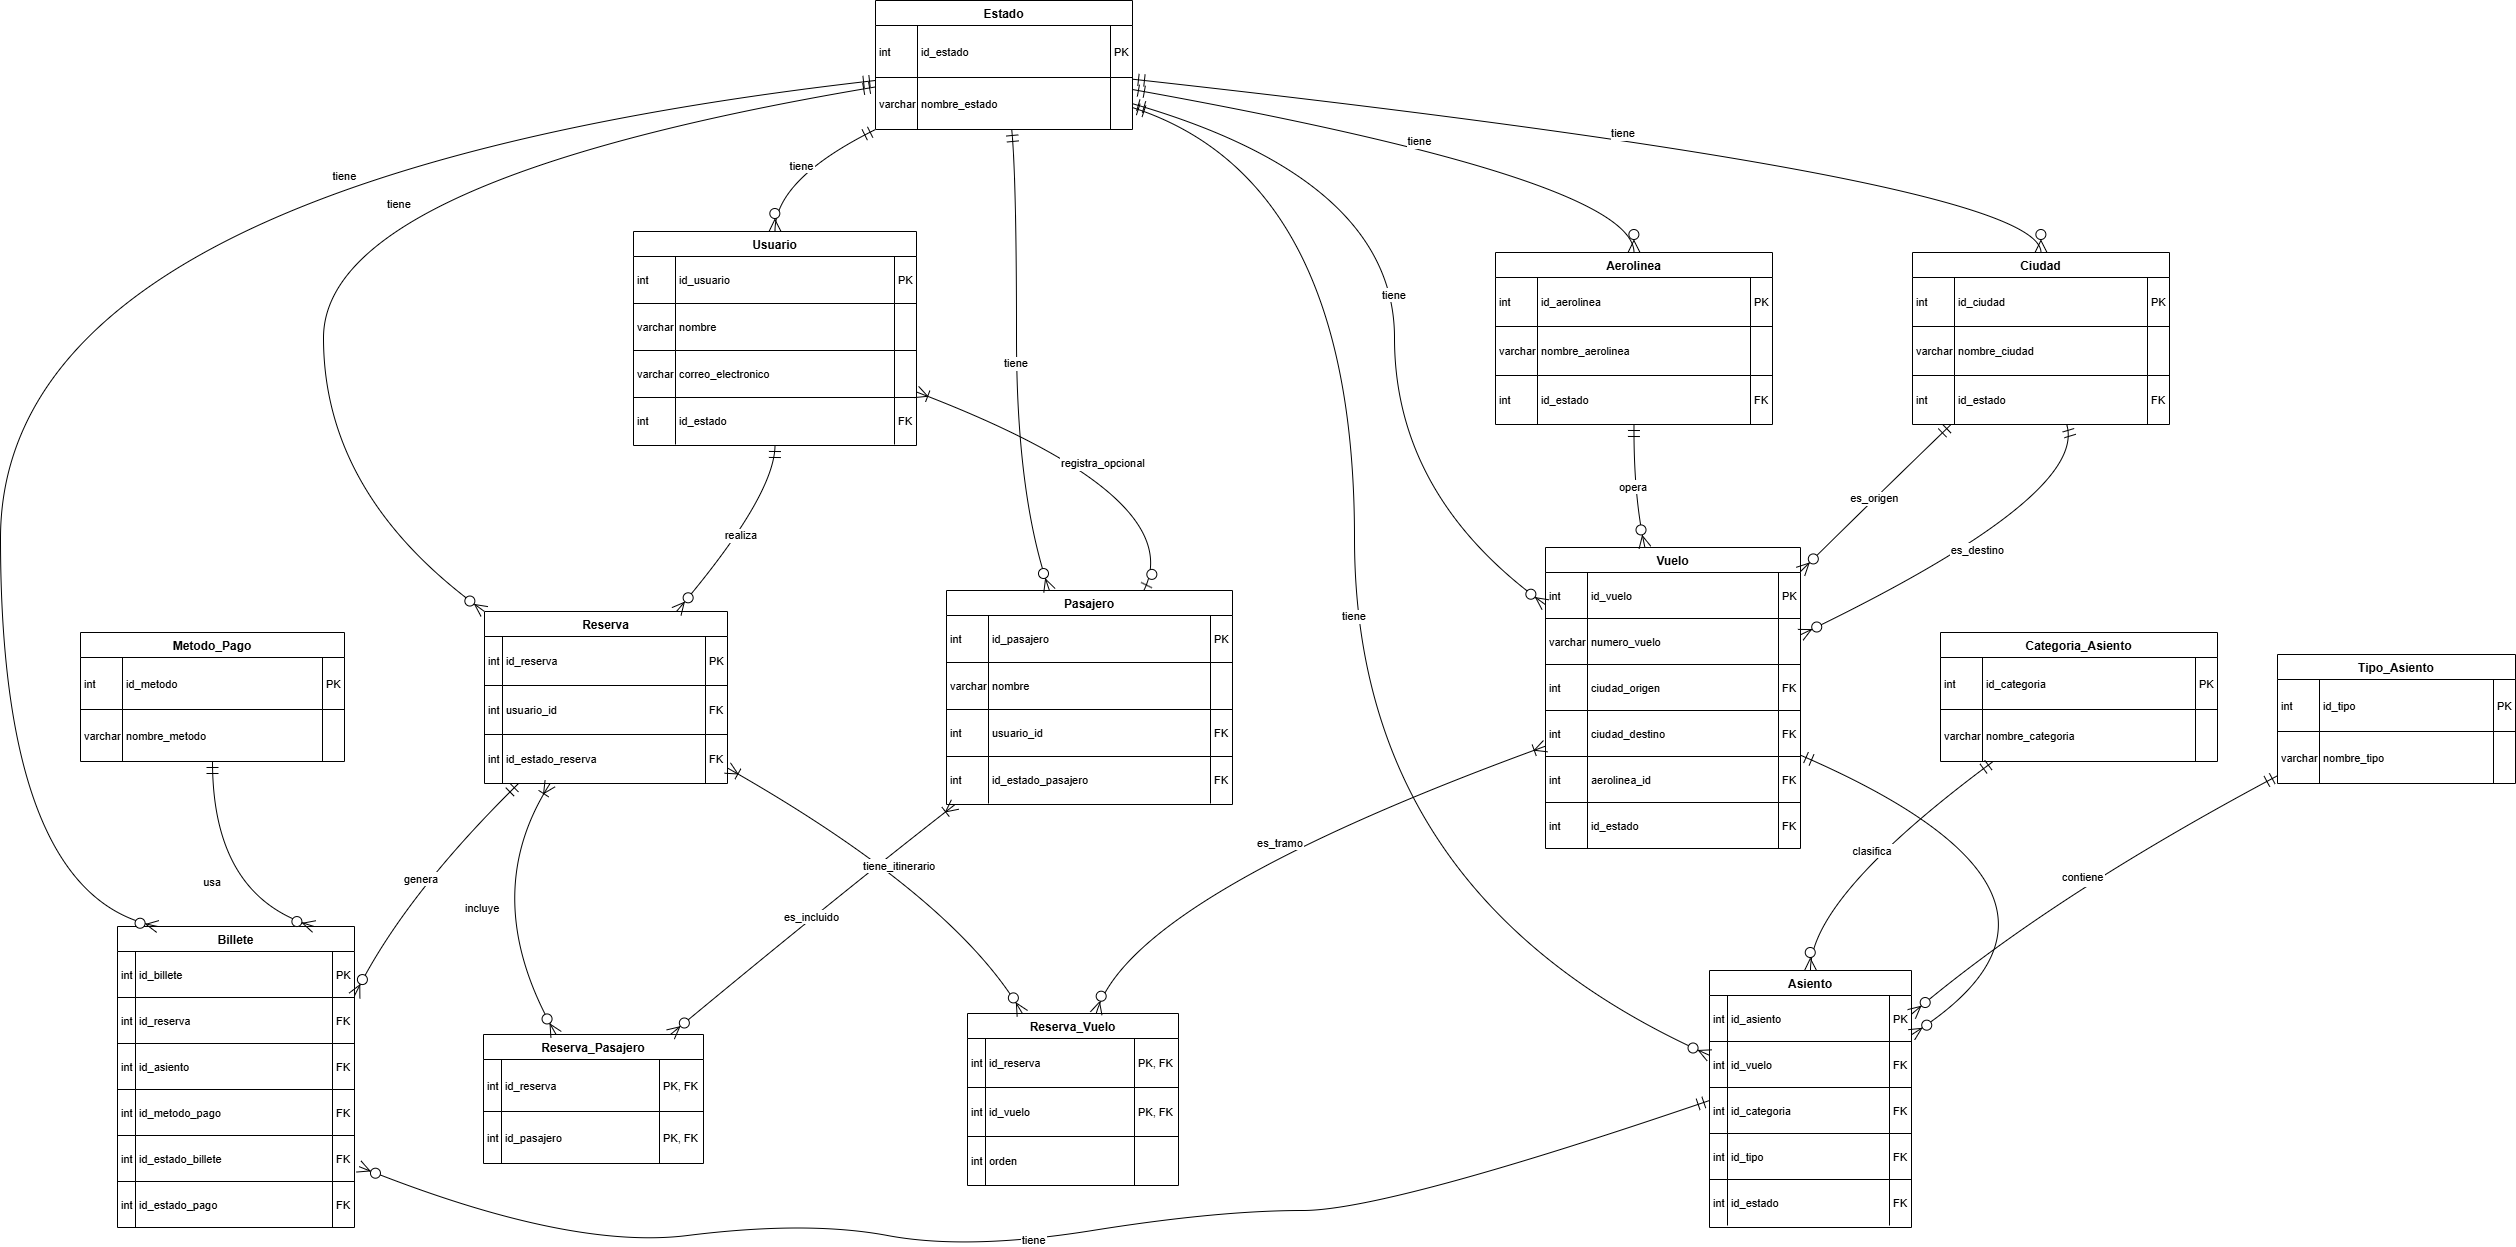 Estado
int id_estado PK
varchar nombre_estado
tiene
tiene
tiene
tiene
tiene
tiene
tiene
tiene
Usuario
int id_usuario PK
varchar nombre
varchar correo_electronico
int id_estado FK
Aerolinea
int id_aerolinea PK
varchar nombre_aerolinea
int id_estado FK
Ciudad
int id_ciudad PK
varchar nombre_ciudad
int id_estado FK
registra_opcional
realiza
opera
es_origen
es_destino
Metodo_Pago
int id_metodo PK
varchar nombre_metodo
Reserva
int id_reserva PK
int usuario_id FK
int id_estado_reserva FK
Pasajero
int id_pasajero PK
varchar nombre
int usuario_id FK
int id_estado_pasajero FK
Vuelo
int id_vuelo PK
varchar numero_vuelo
int ciudad_origen FK
int ciudad_destino FK
int aerolinea_id FK
int id_estado FK
Categoria_Asiento
int id_categoria PK
varchar nombre_categoria
Tipo_Asiento
int id_tipo PK
varchar nombre_tipo
usa
genera
incluye
tiene_itinerario
es_incluido
es_tramo
clasifica
contiene
Billete
int id_billete PK
int id_reserva FK
int id_asiento FK
int id_metodo_pago FK
int id_estado_billete FK
int id_estado_pago FK
Reserva_Pasajero
int id_reserva PK, FK
int id_pasajero PK, FK
Reserva_Vuelo
int id_reserva PK, FK
int id_vuelo PK, FK
int orden
Asiento
int id_asiento PK
int id_vuelo FK
int id_categoria FK
int id_tipo FK
int id_estado FK
tiene